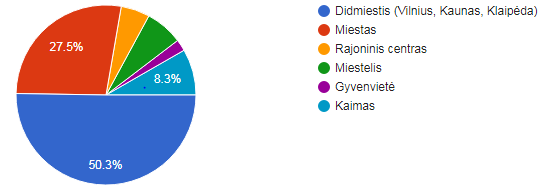 27.5%
8.3%
50.3%
Didmiestis (Vilnius, Kaunas, Klaipėda)
Miestas
Rajoninis centras
Miestelis
Gyvenvietė
Kaimas